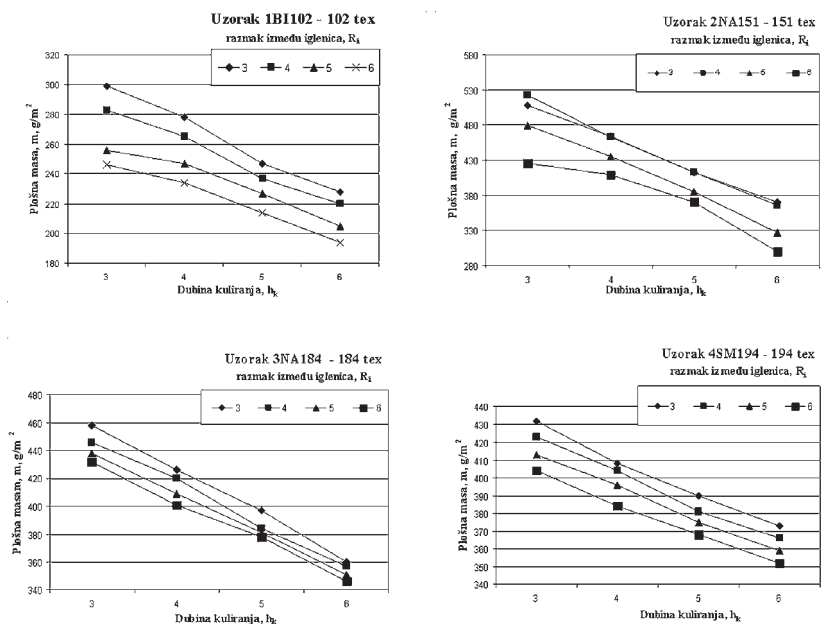 Uzorak 1BI102 - 102 tex
razmak između iglenica, Ri
3 4 5 6
Plošna masa, m, g/m²
320
300
280
260
240
220
200
180
3 4 5 6
Dubina kuliranja, hk
Uzorak 2NA151 - 151 tex
razmak između iglenica, Ri
3 4 5 6
Plošna masa, m, g/m²
580
530
480
430
380
330
280
3 4 5 6
Dubina kuliranja, hk
Uzorak 3NA184 - 184 tex
razmak između iglenica, Ri
3 4 5 6
Plošna masam, m, g/m²
480
460
440
420
400
380
360
340
3 4 5 6
Dubina kuliranja, hk
Uzorak 4SM194 - 194 tex
razmak između iglenica, Ri
3 4 5 6
Plošna masa, m, g/m²
440
430
420
410
400
390
380
370
360
350
340
3 4 5 6
Dubina kuliranja, hk